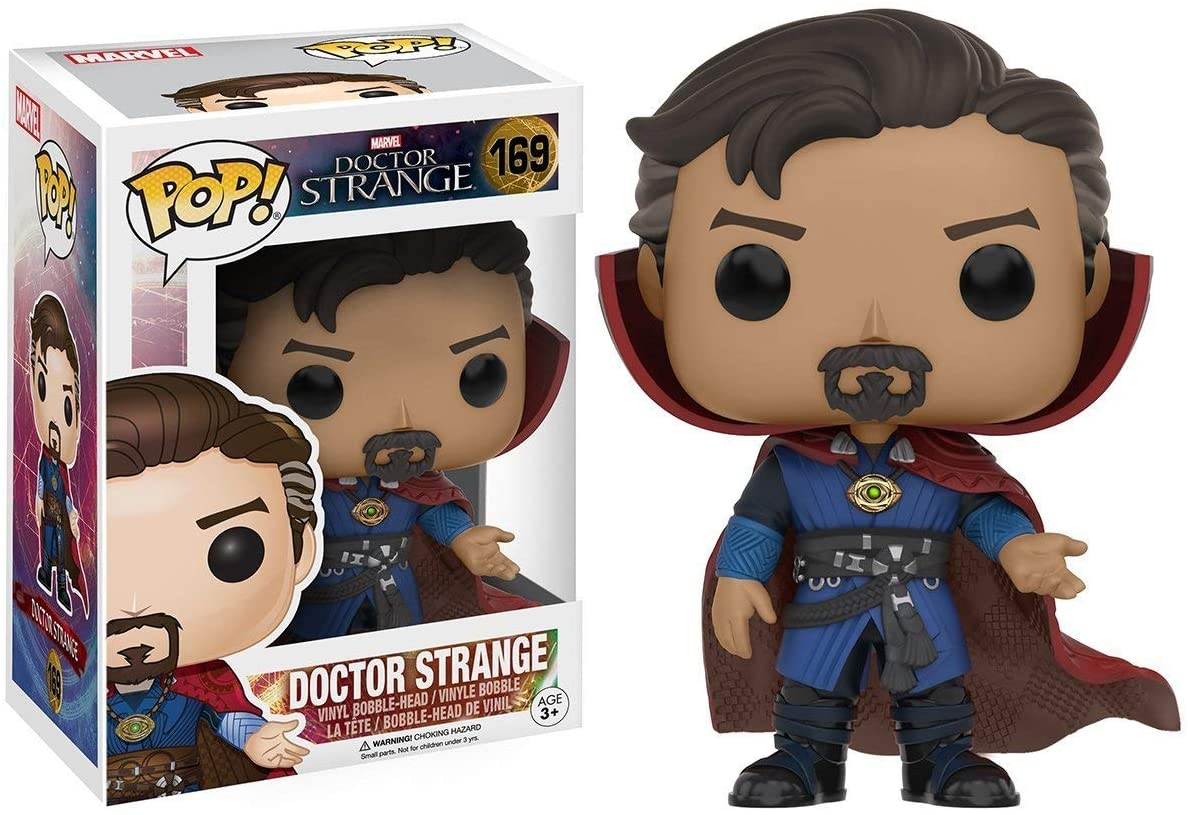 MARVEL
POP!
MARVEL
POP!
DOCTOR STRANGE
169
POP!®
MARVEL
DOCTOR
STRANGE
169
DOCTOR STRANGE
VINYL BOBBLE-HEAD / VINYLE BOBBLE
LA TÊTE / BOBBLE-HEAD DE VINIL
AGE
3+
WARNING! CHOKING HAZARD
Small parts. Not for children under 3 yrs.